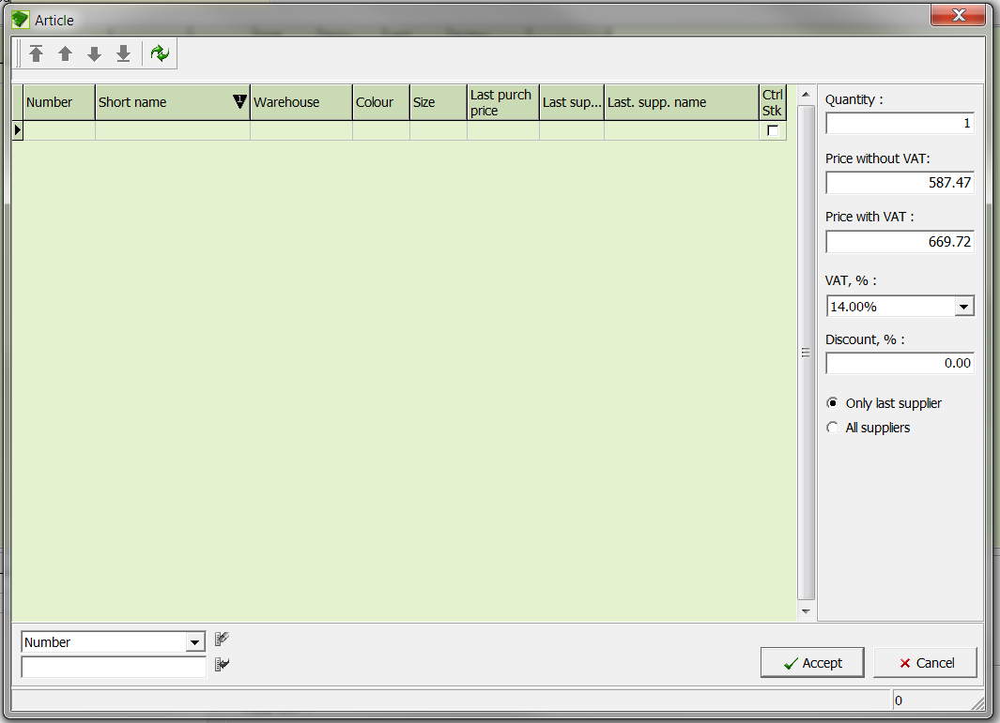 Article
Number
Short name
1
Warehouse
Colour
Size
Last purch
price
Last sup...
Last. supp. name
Ctrl
Stk
Quantity :
1
Price without VAT:
587.47
Price with VAT :
669.72
VAT, % :
14.00%
Discount, % :
0.00
Only last supplier
All suppliers
Number
Accept
Cancel
0